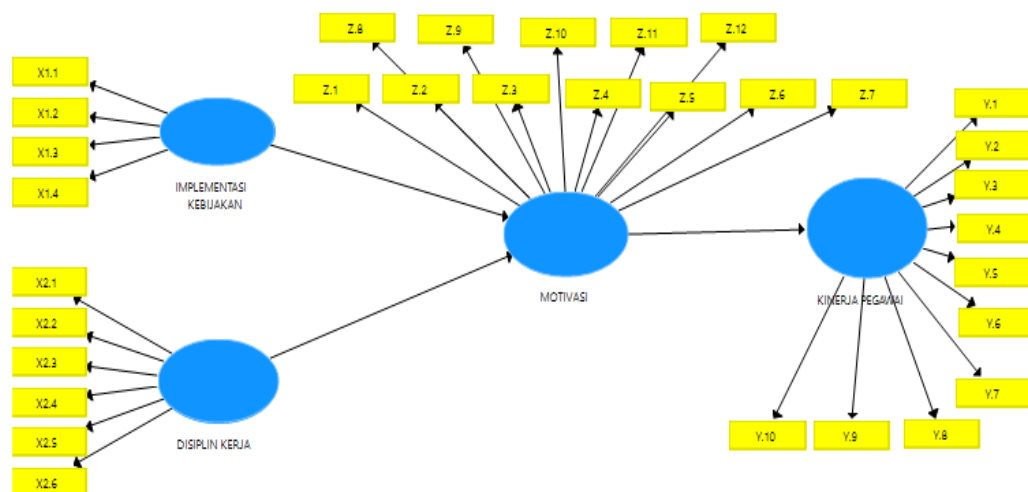 Z.8
Z.9
Z.10
Z.11
Z.12
Z.1
Z.2
Z.3
Z.4
Z.5
Z.6
Z.7
X1.1
X1.2
X1.3
X1.4
IMPLEMENTASI
KEBIJAKAN
X2.1
X2.2
X2.3
X2.4
X2.5
X2.6
DISIPLIN KERJA
MOTIVASI
Y.1
Y.2
Y.3
Y.4
Y.5
Y.6
Y.7
Y.8
Y.9
Y.10
KINERJA PEGAWAI